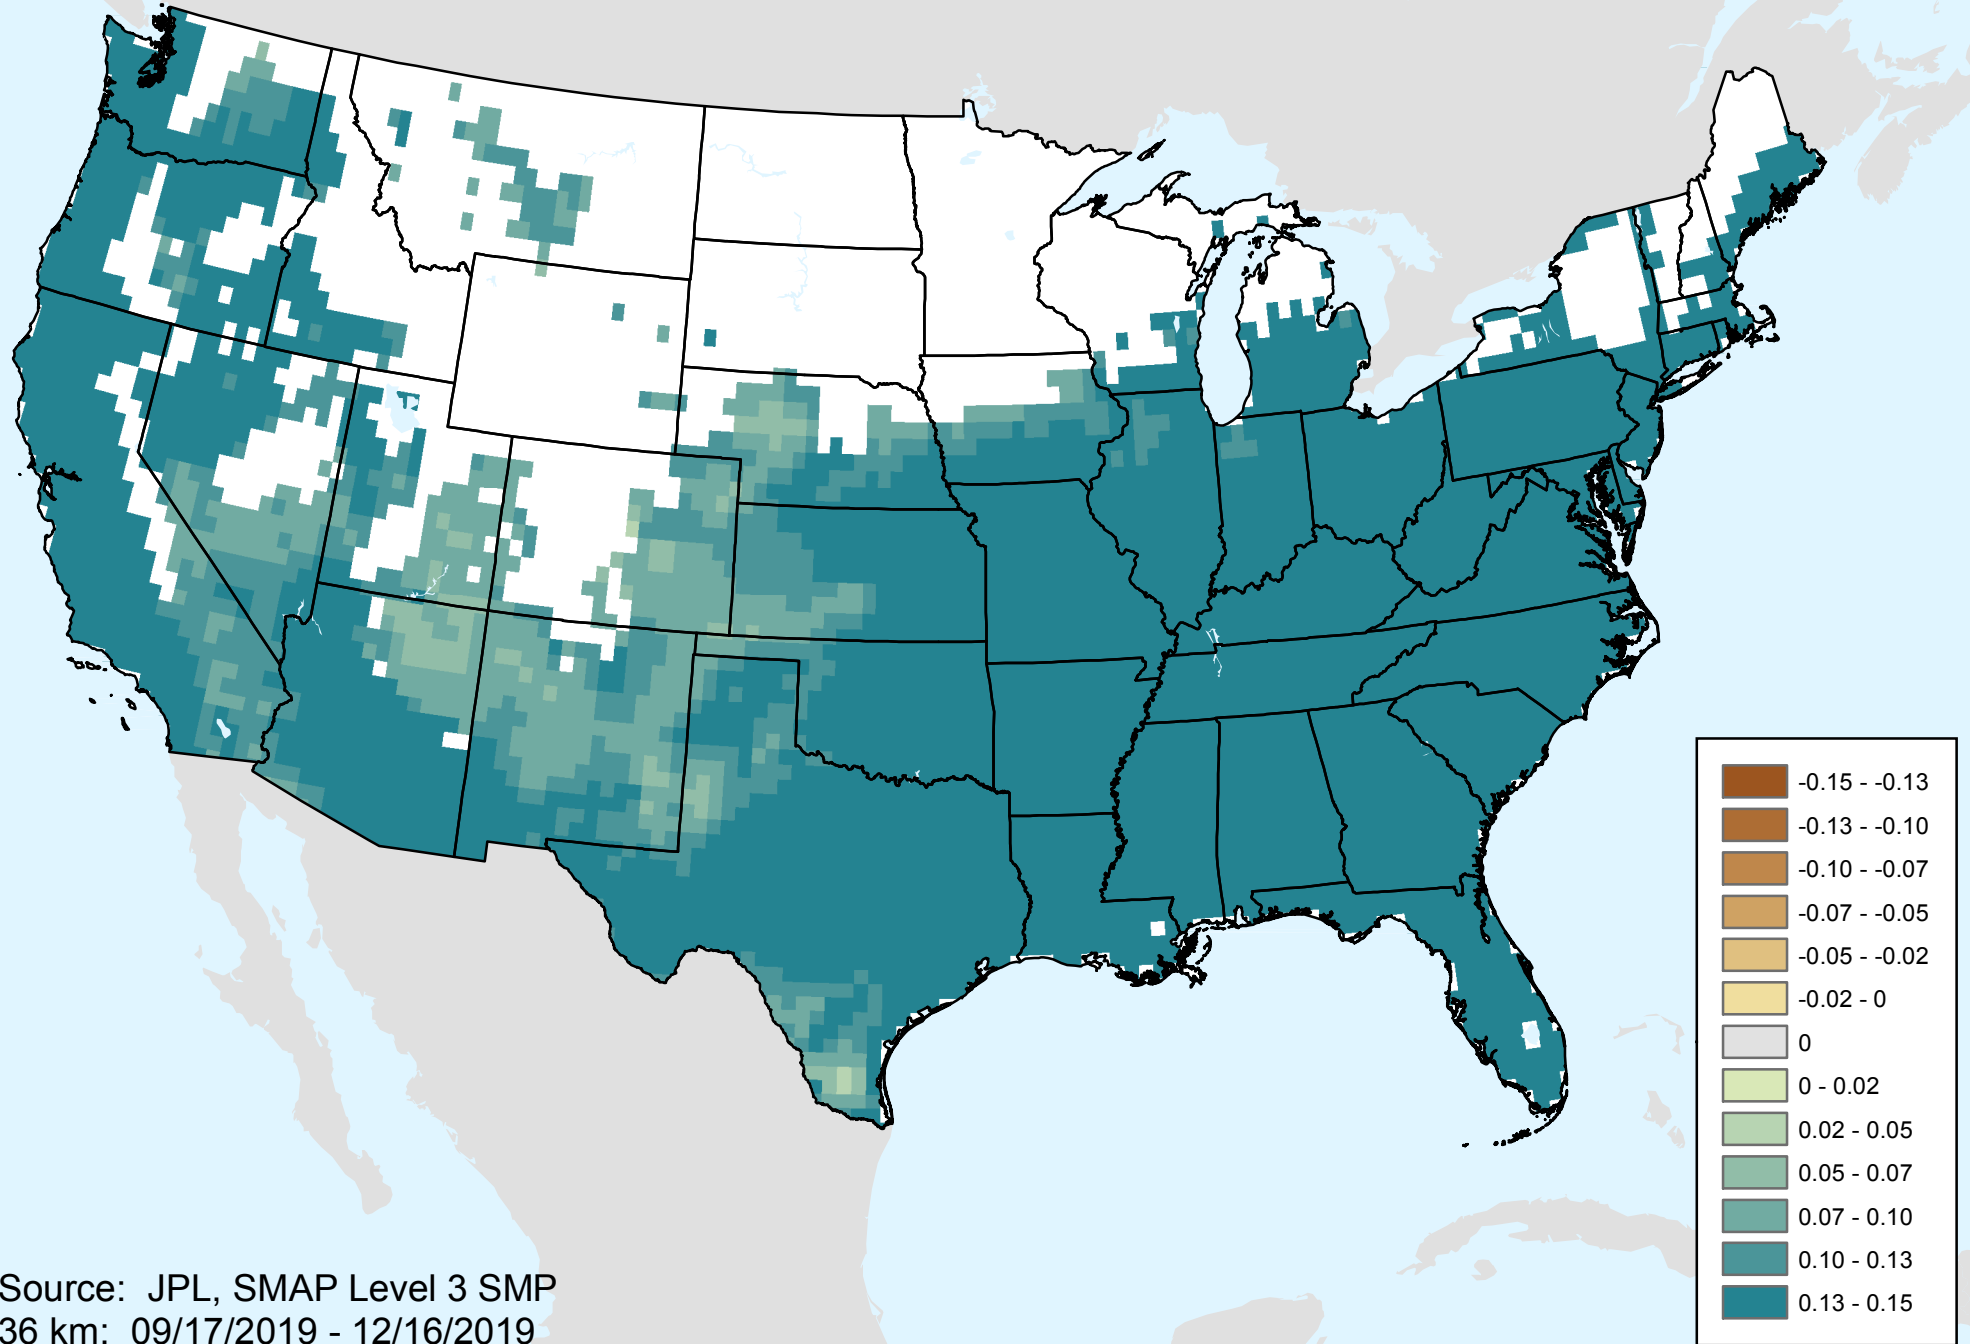 -0.15 - -0.13
-0.13 - -0.10
-0.10 - -0.07
-0.07 - -0.05
-0.05 - -0.02
-0.02 - 0
0
0 - 0.02
0.02 - 0.05
0.05 - 0.07
0.07 - 0.10
0.10 - 0.13
0.13 - 0.15
Source: JPL, SMAP Level 3 SMP
36 km: 09/17/2019 - 12/16/2019